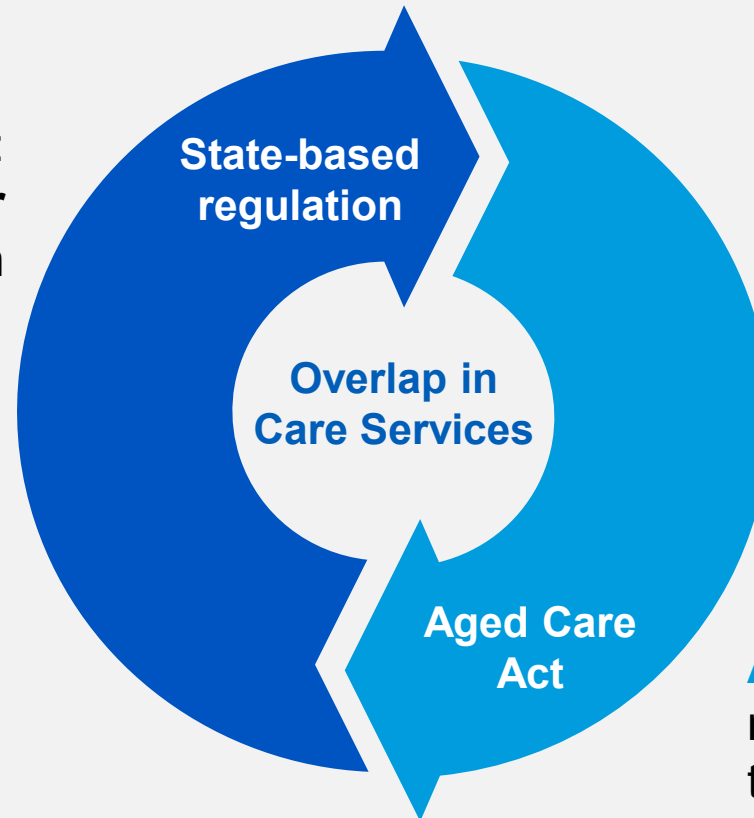 State-based
regulation
Overlap in
Care Services
Aged Care
Act